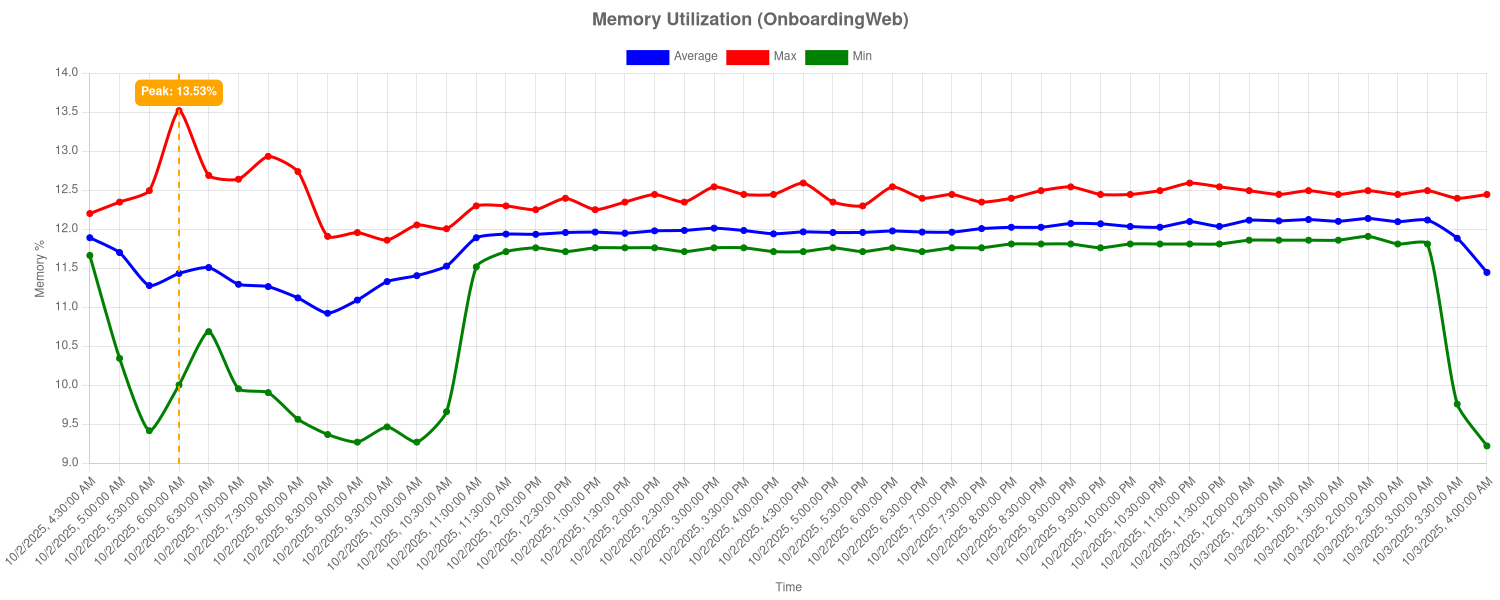 Memory Utilization (OnboardingWeb)
Average Max Min
Peak: 13.53%
14.0
13.5
13.0
12.5
12.0
11.5
11.0
10.5
10.0
9.5
9.0
Memory %
10/2/2025, 4:30:00 AM
10/2/2025, 5:00:00 AM
10/2/2025, 5:30:00 AM
10/2/2025, 6:00:00 AM
10/2/2025, 6:30:00 AM
10/2/2025, 7:00:00 AM
10/2/2025, 7:30:00 AM
10/2/2025, 8:00:00 AM
10/2/2025, 8:30:00 AM
10/2/2025, 9:00:00 AM
10/2/2025, 9:30:00 AM
10/2/2025, 10:00:00 AM
10/2/2025, 10:30:00 AM
10/2/2025, 11:00:00 AM
10/2/2025, 11:30:00 AM
10/2/2025, 12:00:00 PM
10/2/2025, 12:30:00 PM
10/2/2025, 1:00:00 PM
10/2/2025, 1:30:00 PM
10/2/2025, 2:00:00 PM
10/2/2025, 2:30:00 PM
10/2/2025, 3:00:00 PM
10/2/2025, 3:30:00 PM
10/2/2025, 4:00:00 PM
10/2/2025, 4:30:00 PM
10/2/2025, 5:00:00 PM
10/2/2025, 5:30:00 PM
10/2/2025, 6:00:00 PM
10/2/2025, 6:30:00 PM
10/2/2025, 7:00:00 PM
10/2/2025, 7:30:00 PM
10/2/2025, 8:00:00 PM
10/2/2025, 8:30:00 PM
10/2/2025, 9:00:00 PM
10/2/2025, 9:30:00 PM
10/2/2025, 10:00:00 PM
10/2/2025, 10:30:00 PM
10/2/2025, 11:00:00 PM
10/2/2025, 11:30:00 PM
10/3/2025, 12:00:00 AM
10/3/2025, 12:30:00 AM
10/3/2025, 1:00:00 AM
10/3/2025, 1:30:00 AM
10/3/2025, 2:00:00 AM
10/3/2025, 2:30:00 AM
10/3/2025, 3:00:00 AM
10/3/2025, 3:30:00 AM
10/3/2025, 4:00:00 AM
Time